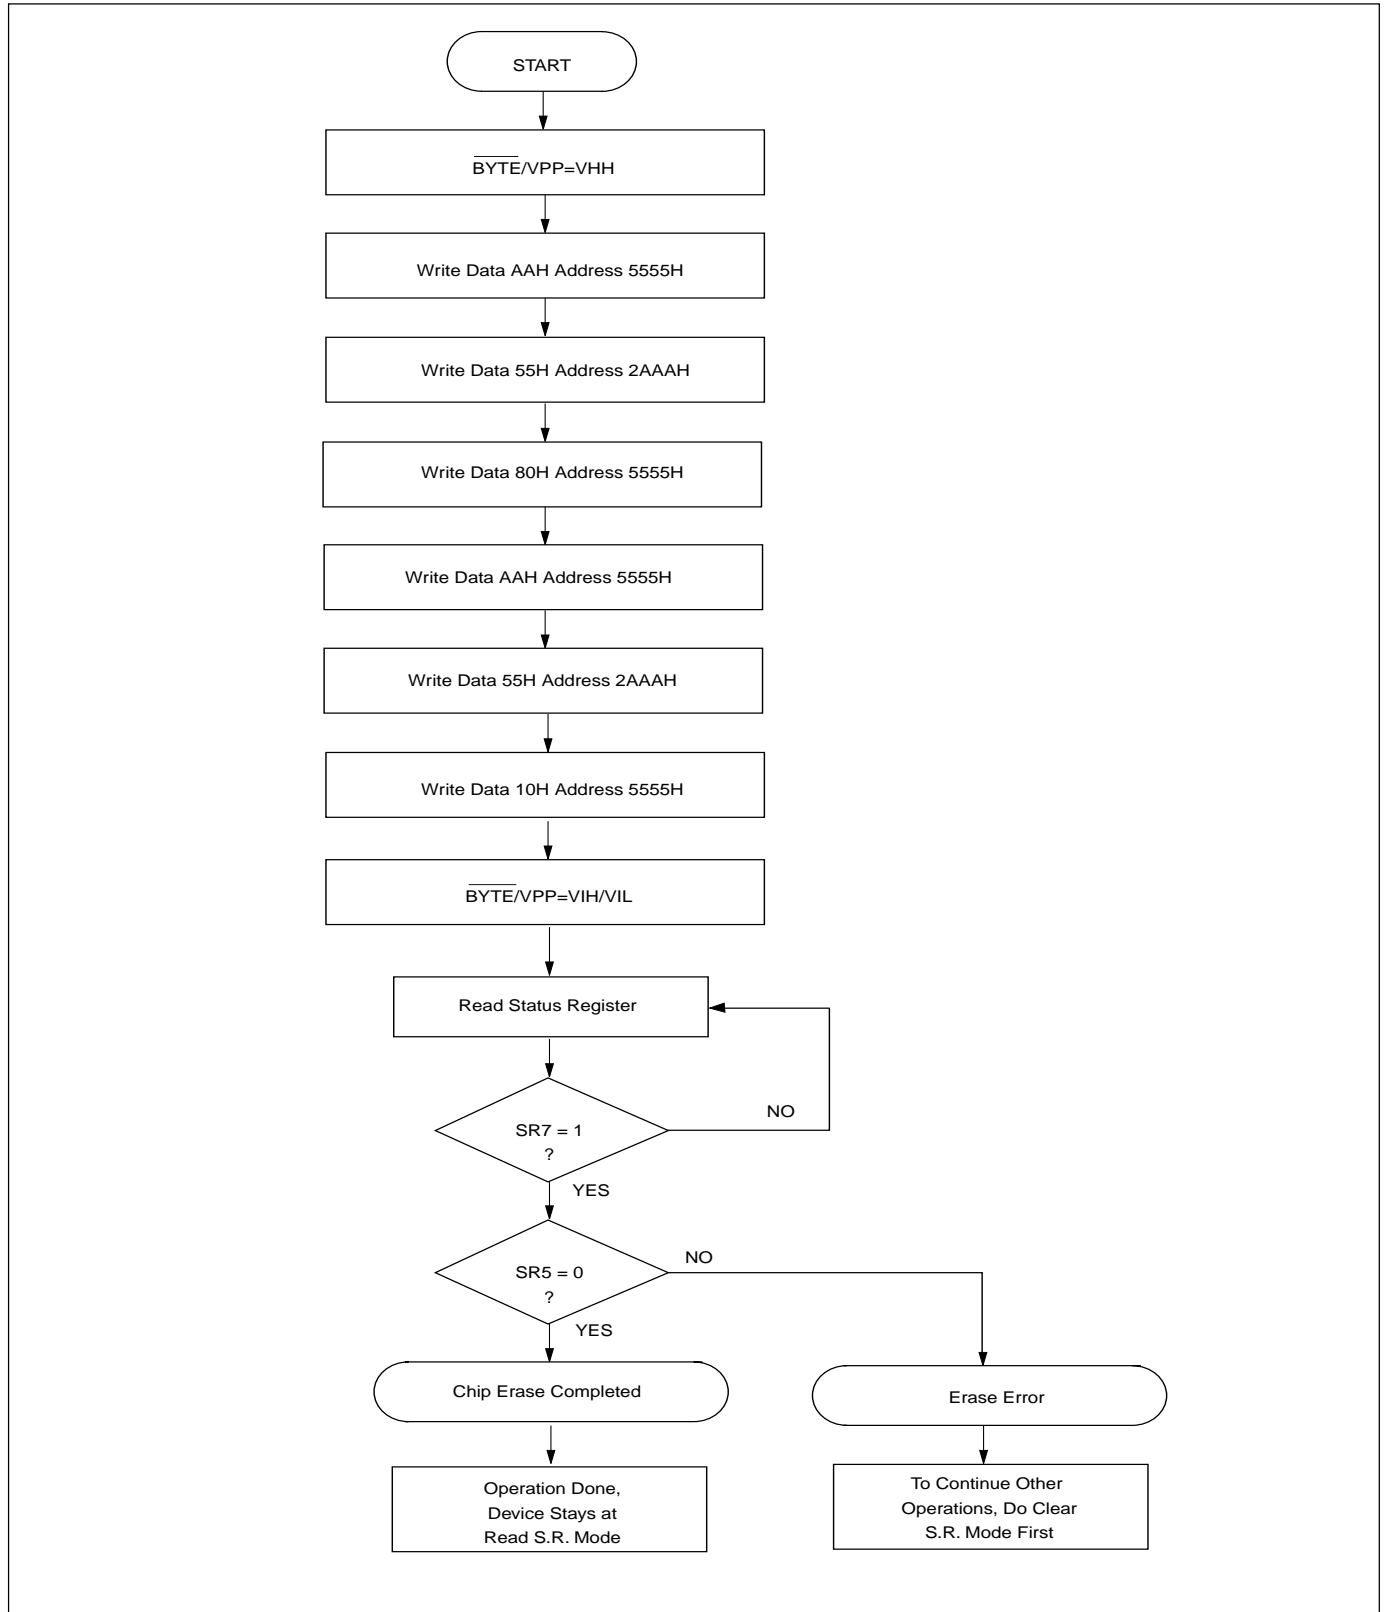 START
BYTE/VPP=VHH
Write Data AAH Address 5555H
Write Data 55H Address 2AAAH
Write Data 80H Address 5555H
Write Data AAH Address 5555H
Write Data 55H Address 2AAAH
Write Data 10H Address 5555H
BYTE/VPP=VIH/VIL
Read Status Register
NO
SR7 = 1
?
YES
NO
SR5 = 0
?
YES
Chip Erase Completed
Erase Error
Operation Done,
Device Stays at
Read S.R. Mode
To Continue Other
Operations, Do Clear
S.R. Mode First